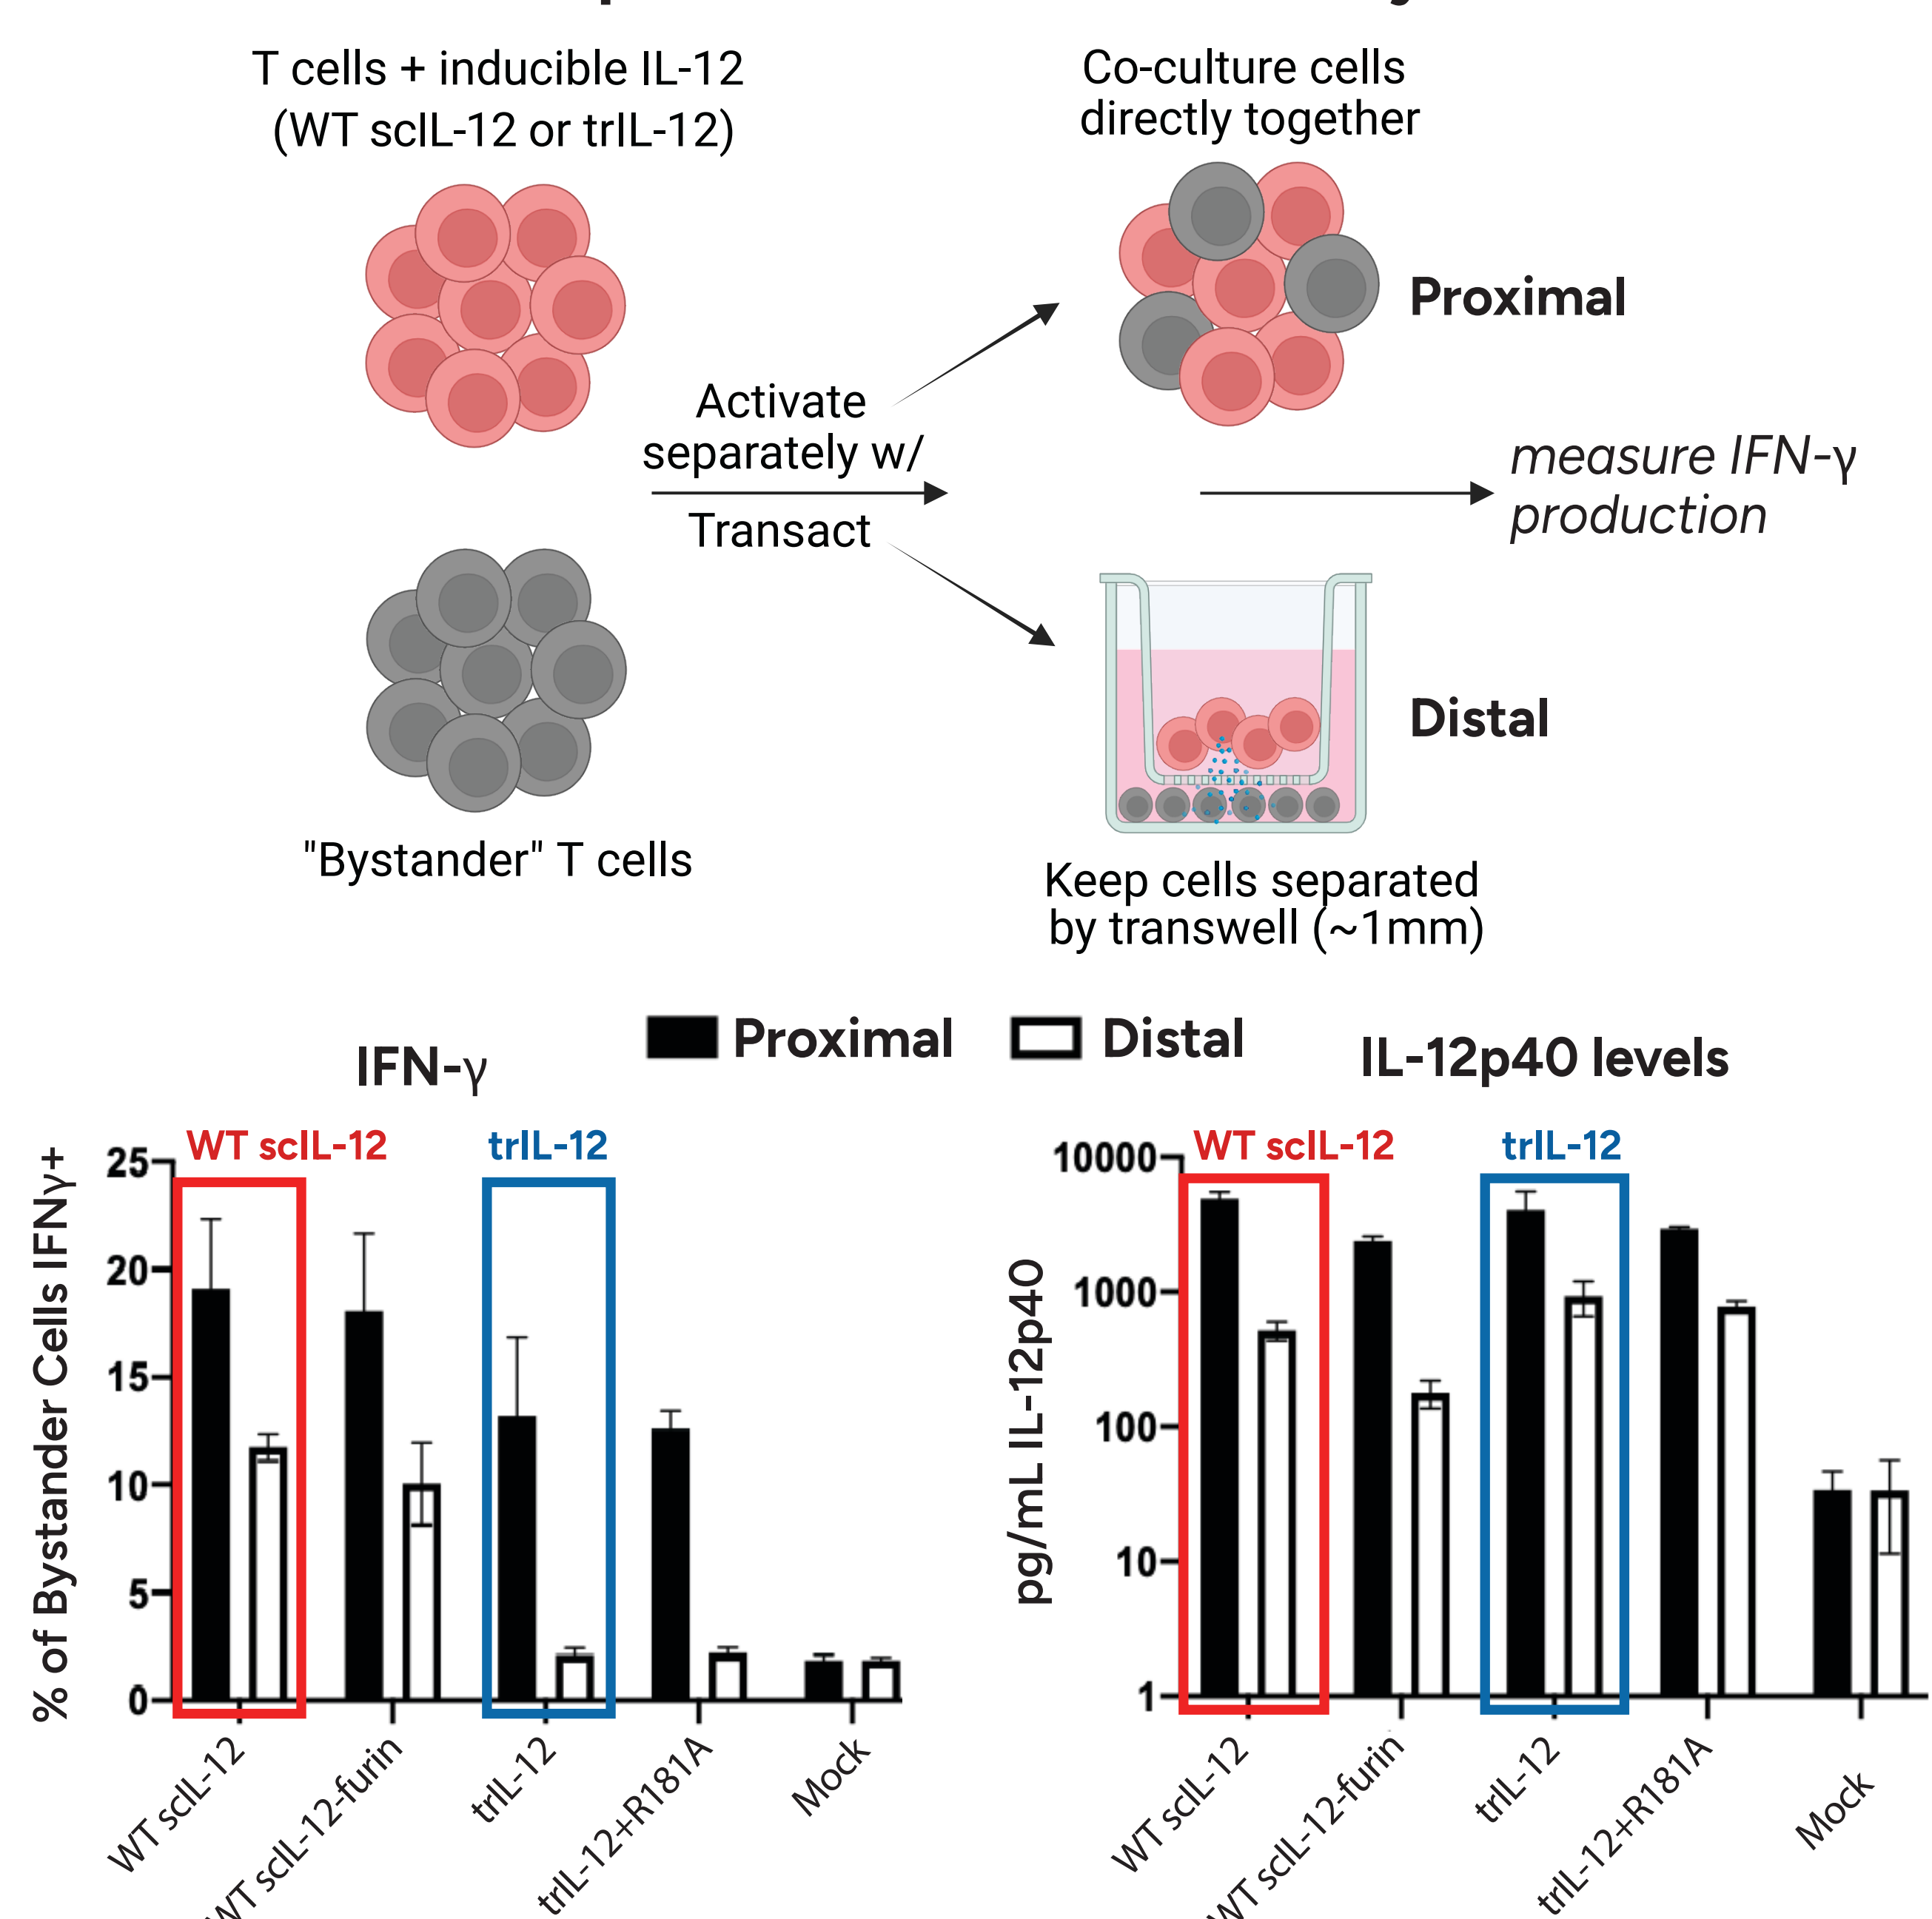 T cells + inducible IL-12
(WT scIL-12 or trIL-12)
Co-culture cells
directly together
Proximal
Activate
separately w/
Transact
measure IFN-γ
production
Distal
"Bystander" T cells
Keep cells separated
by transwell (~1mm)
Proximal
Distal
IFN-γ
IL-12p40 levels
WT scIL-12
trIL-12
% of Bystander Cells IFNγ+
25
20
15
10
5
0
WT scIL-12
WT scIL-12-furin
trIL-12
trIL-12+R181A
Mock
WT scIL-12
trIL-12
pg/mL IL-12p40
10000
1000
100
10
1
WT scIL-12
WT scIL-12-furin
trIL-12
trIL-12+R181A
Mock